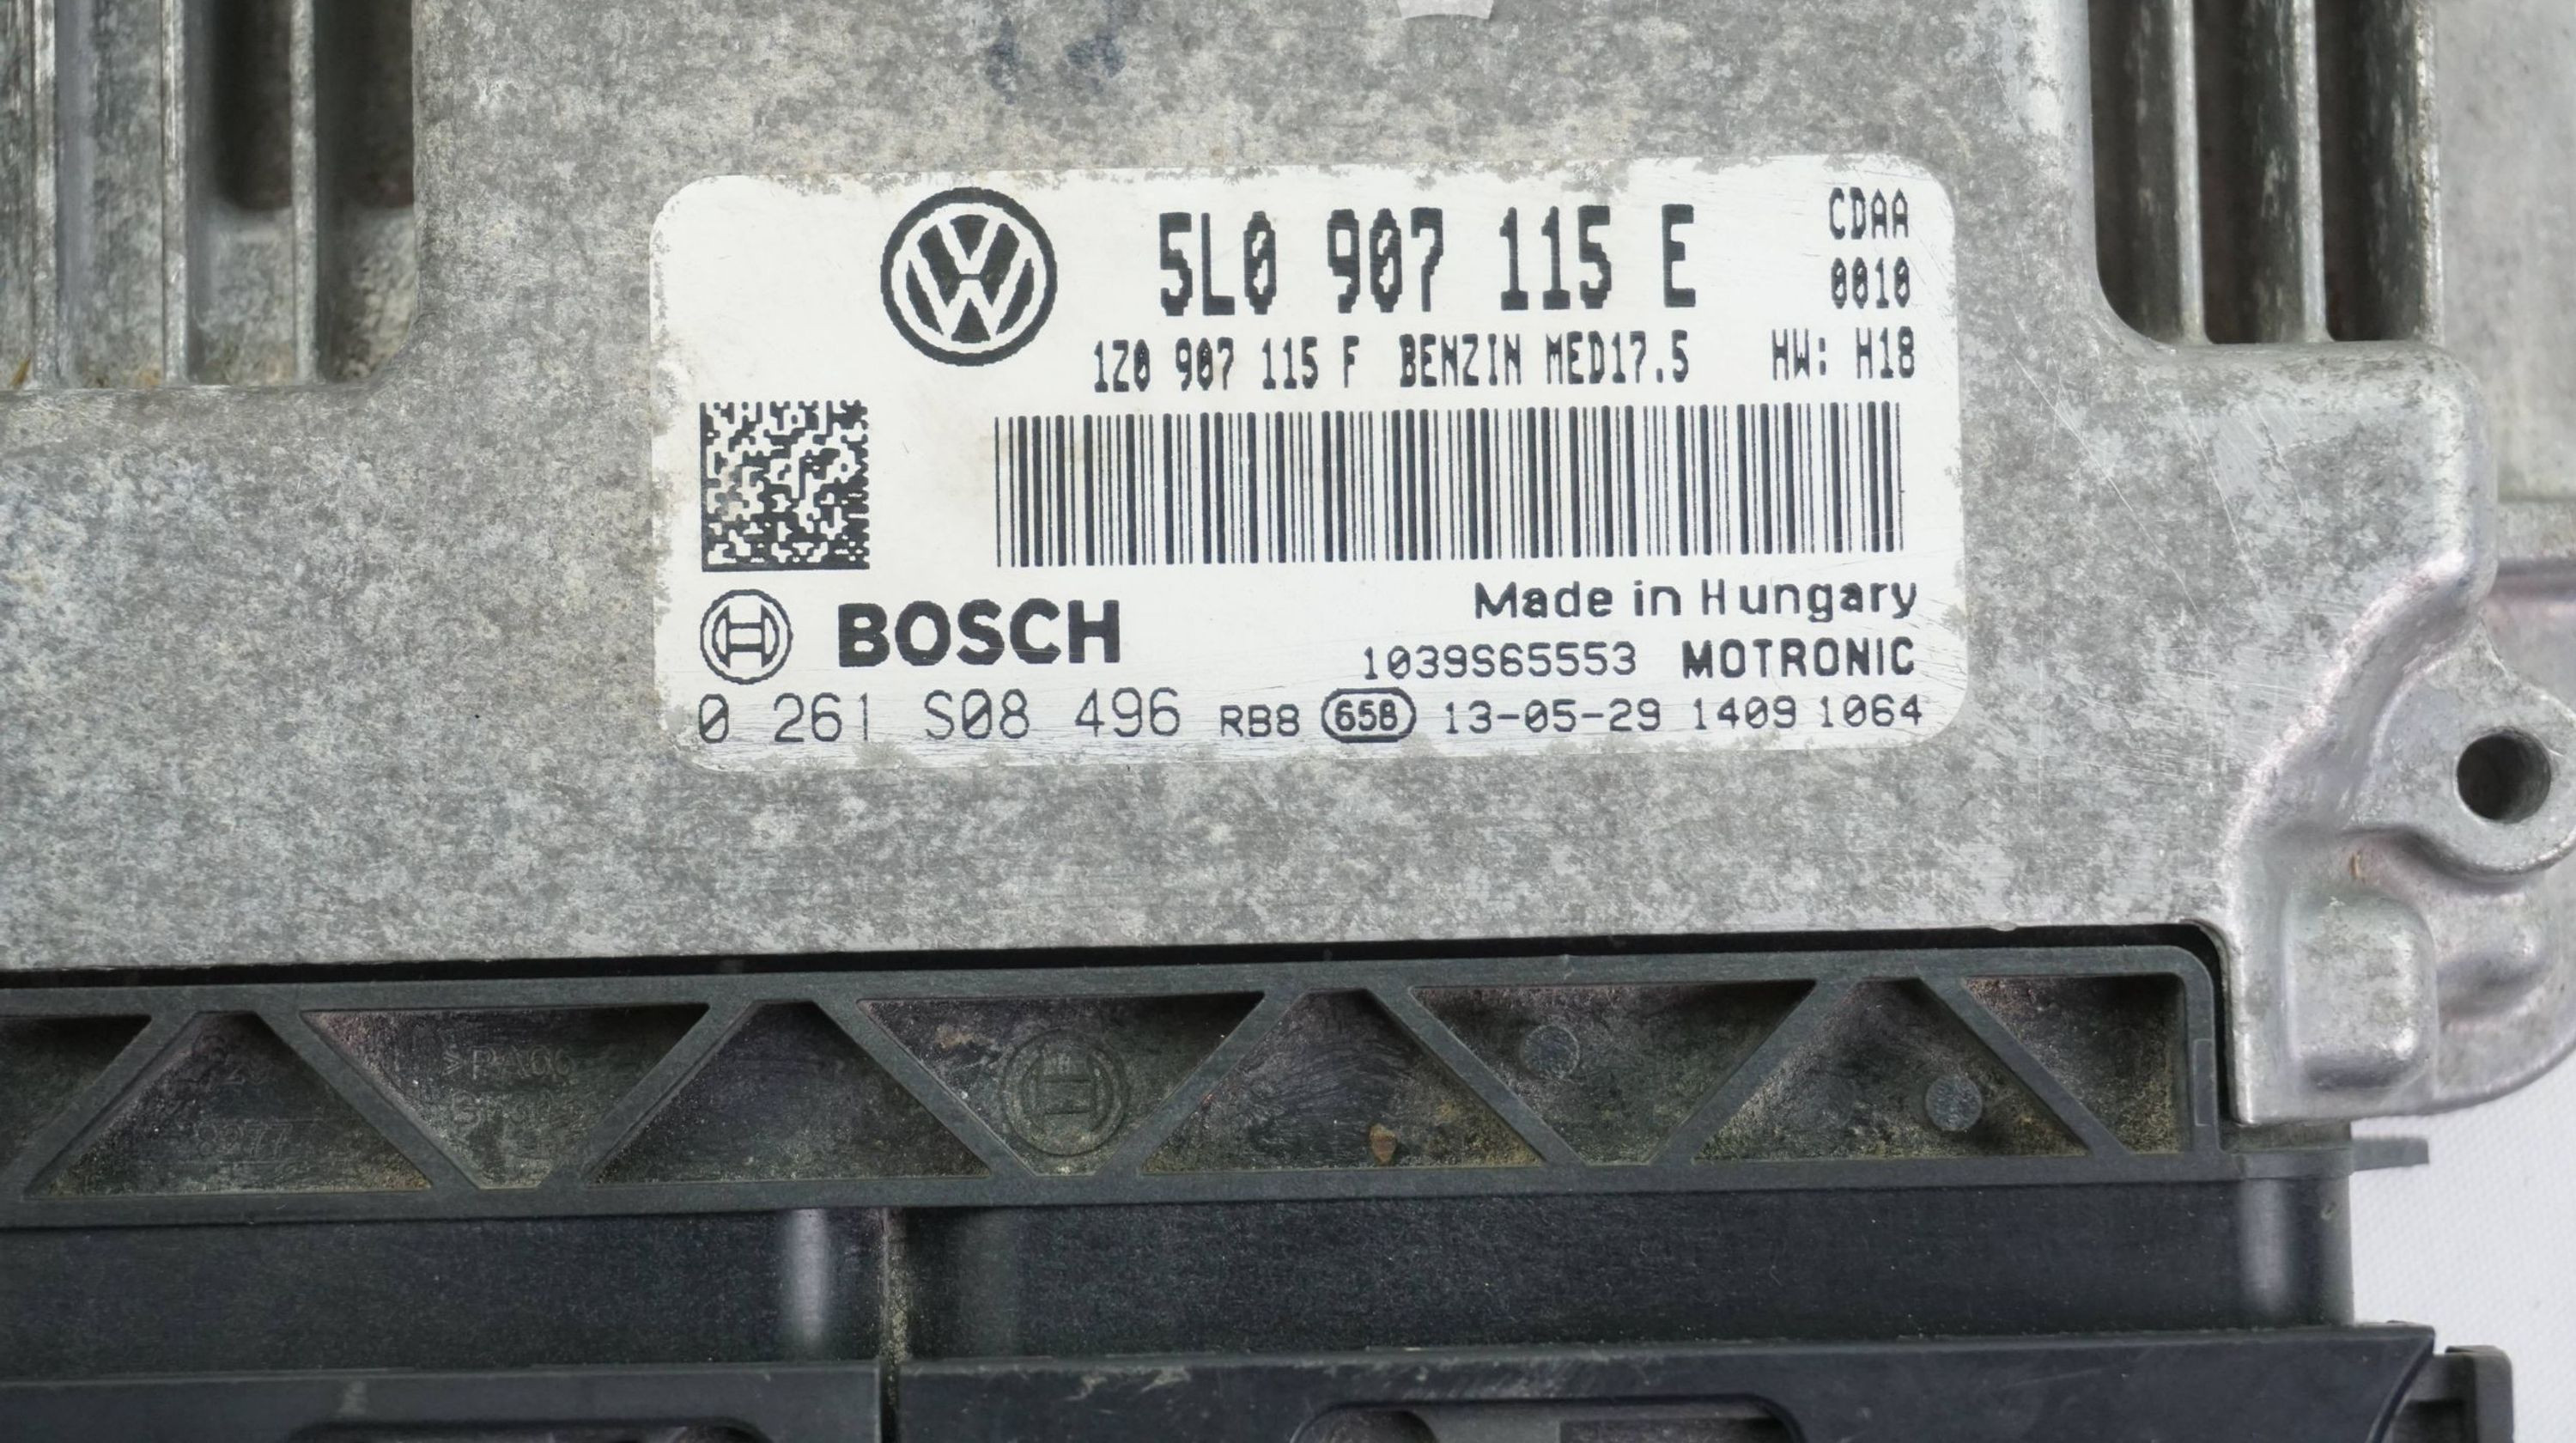 5L0 907 115 E
CDAA
0010
1Z0 907 115 F BENZIN MED17.5 HW: H18
Made in Hungary
BOSCH
1039S65553 MOTRONIC
0 261 S08 496 RB8 658 13-05-29 1409 1064